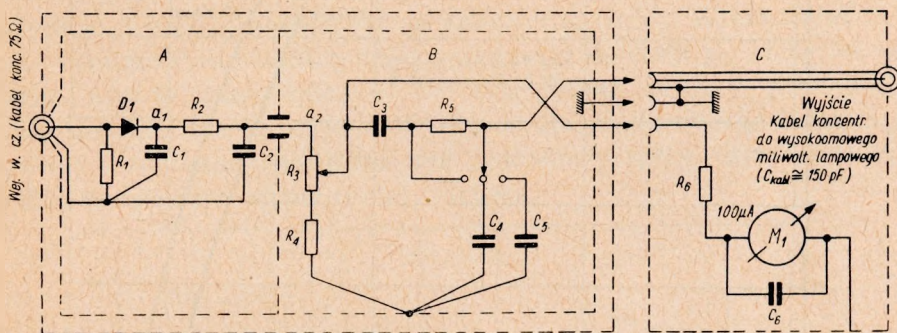 Wej. w. cz. (kabel konc. 75 Ω)
A
B
C
D1
a1
R2
a2
R1
C1
C2
R3
R4
C3
R5
C4
C5
Wyjście
Kabel koncentr.
do wysokoomowego
miliwolt. lampowego
(Ckabl ≅ 150 pF)
R6
100μA
M1
C6